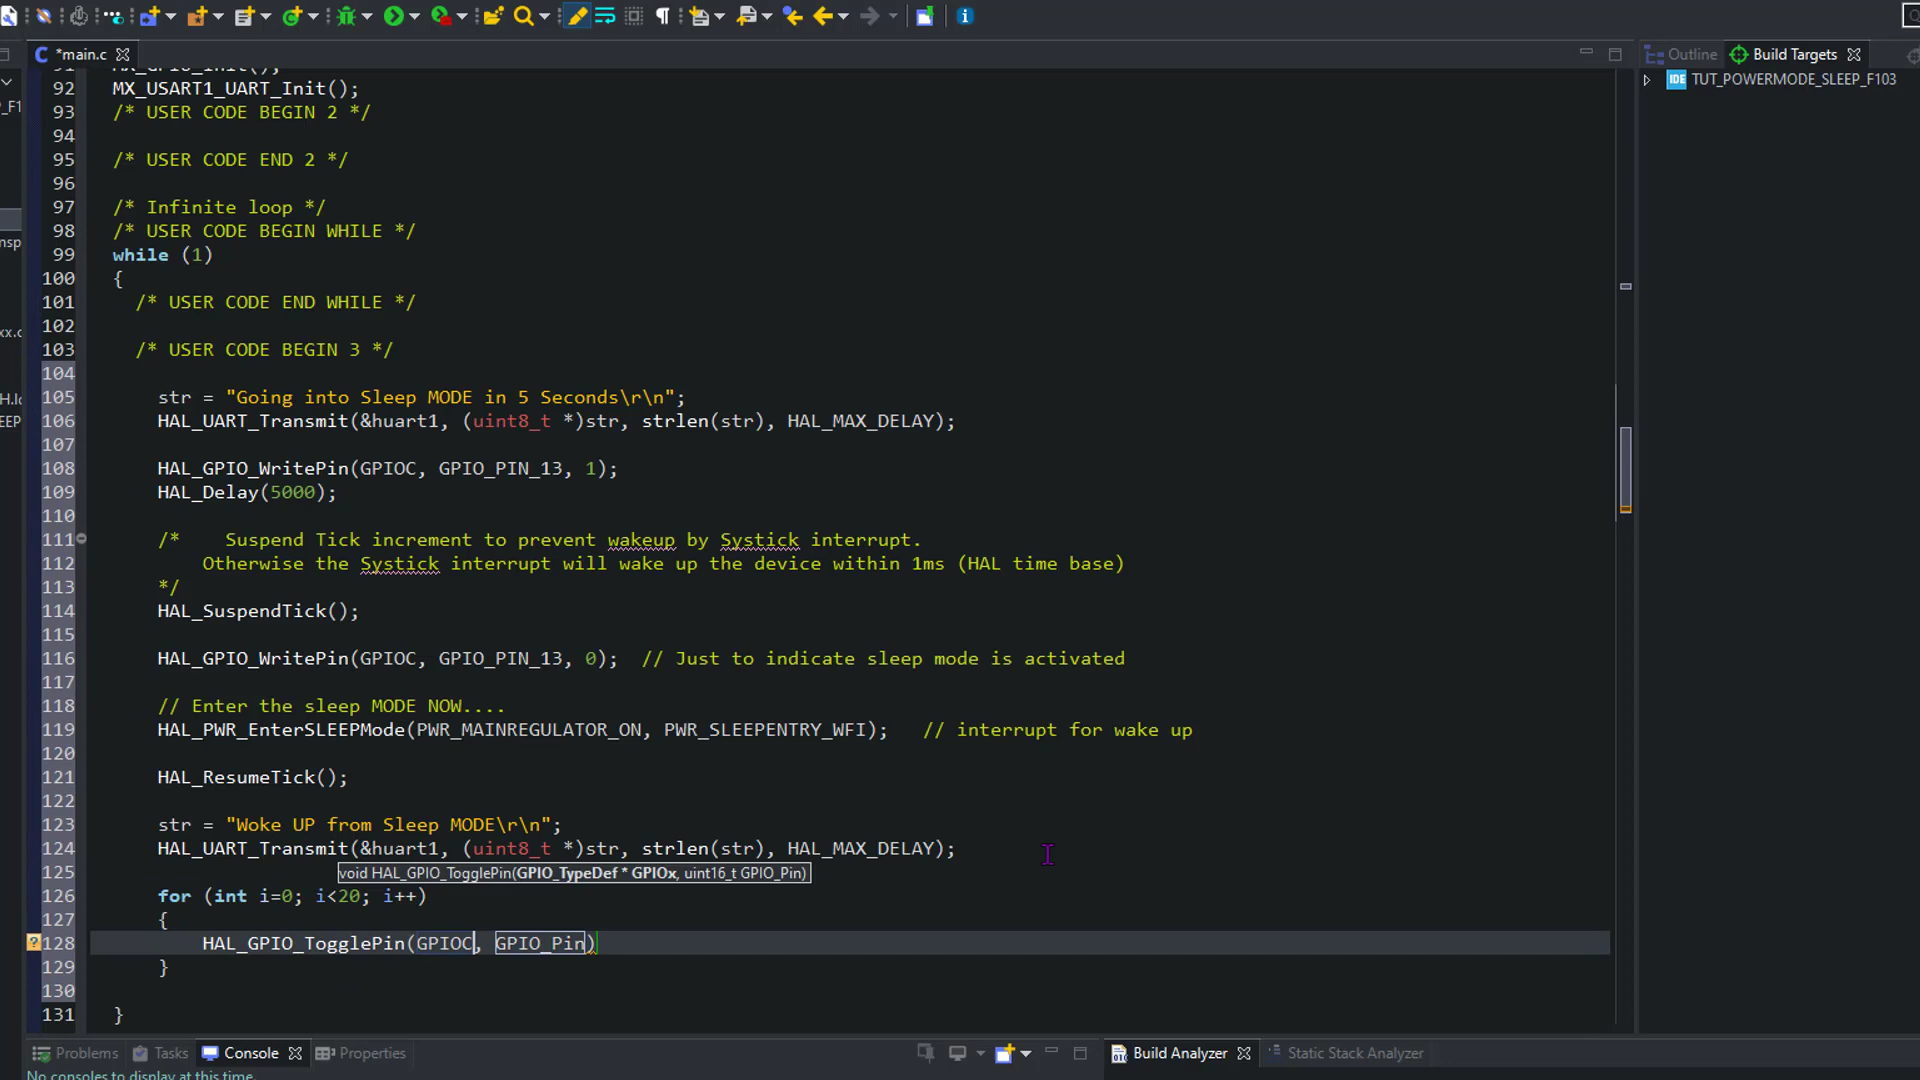 *main.c
Outline
Build Targets
TUT_POWERMODE_SLEEP_F103
92 MX_USART1_UART_Init();
93 /* USER CODE BEGIN 2 */
94
95 /* USER CODE END 2 */
96
97 /* Infinite loop */
98 /* USER CODE BEGIN WHILE */
99 while (1)
100 {
101 /* USER CODE END WHILE */
102
103 /* USER CODE BEGIN 3 */
104
105 str = "Going into Sleep MODE in 5 Seconds\r\n";
106 HAL_UART_Transmit(&huart1, (uint8_t *)str, strlen(str), HAL_MAX_DELAY);
107
108 HAL_GPIO_WritePin(GPIOC, GPIO_PIN_13, 1);
109 HAL_Delay(5000);
110
111 /* Suspend Tick increment to prevent wakeup by Systick interrupt.
112 Otherwise the Systick interrupt will wake up the device within 1ms (HAL time base)
113 */
114 HAL_SuspendTick();
115
116 HAL_GPIO_WritePin(GPIOC, GPIO_PIN_13, 0); // Just to indicate sleep mode is activated
117
118 // Enter the sleep MODE NOW....
119 HAL_PWR_EnterSLEEPMode(PWR_MAINREGULATOR_ON, PWR_SLEEPENTRY_WFI); // interrupt for wake up
120
121 HAL_ResumeTick();
122
123 str = "Woke UP from Sleep MODE\r\n";
124 HAL_UART_Transmit(&huart1, (uint8_t *)str, strlen(str), HAL_MAX_DELAY);
125 void HAL_GPIO_TogglePin(GPIO_TypeDef * GPIOx, uint16_t GPIO_Pin)
126 for (int i=0; i<20; i++)
127 {
128 HAL_GPIO_TogglePin(GPIOC, GPIO_Pin)
129 }
130
131 }
Problems Tasks Console Properties
Build Analyzer Static Stack Analyzer
No consoles to display at this time.